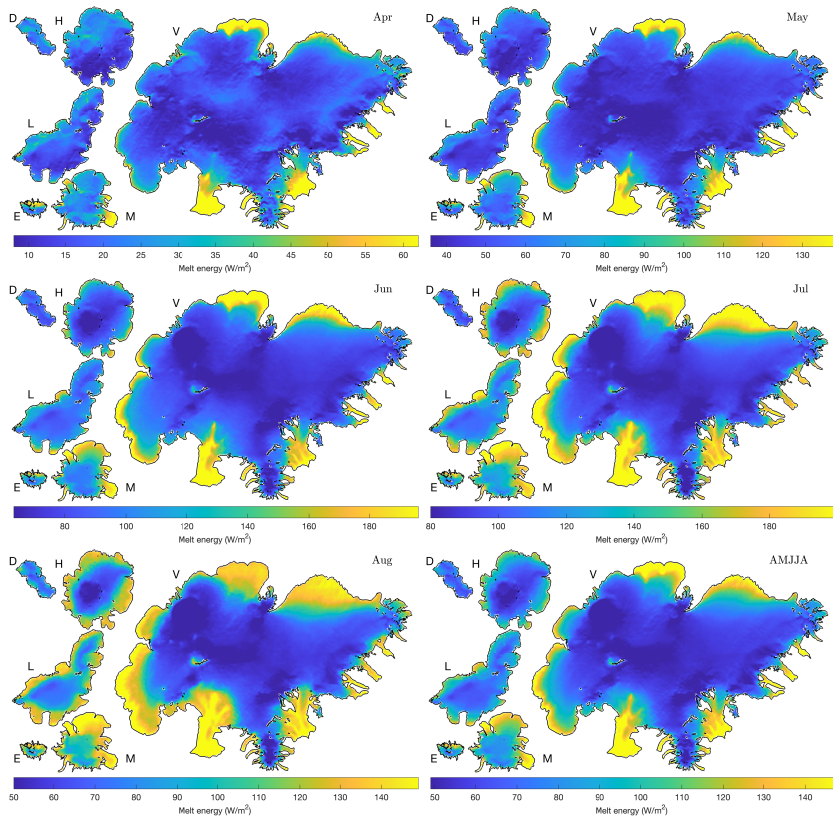 D H V Apr
L
E M
10 15 20 25 30 35 40 45 50 55 60
Melt energy (W/m²)
D H V May
L
E M
40 50 60 70 80 90 100 110 120 130
Melt energy (W/m²)
D H V Jun
L
E M
80 100 120 140 160 180
Melt energy (W/m²)
D H V Jul
L
E M
80 100 120 140 160 180
Melt energy (W/m²)
D H V Aug
L
E M
50 60 70 80 90 100 110 120 130 140
Melt energy (W/m²)
D H V AMJJA
L
E M
50 60 70 80 90 100 110 120 130 140
Melt energy (W/m²)